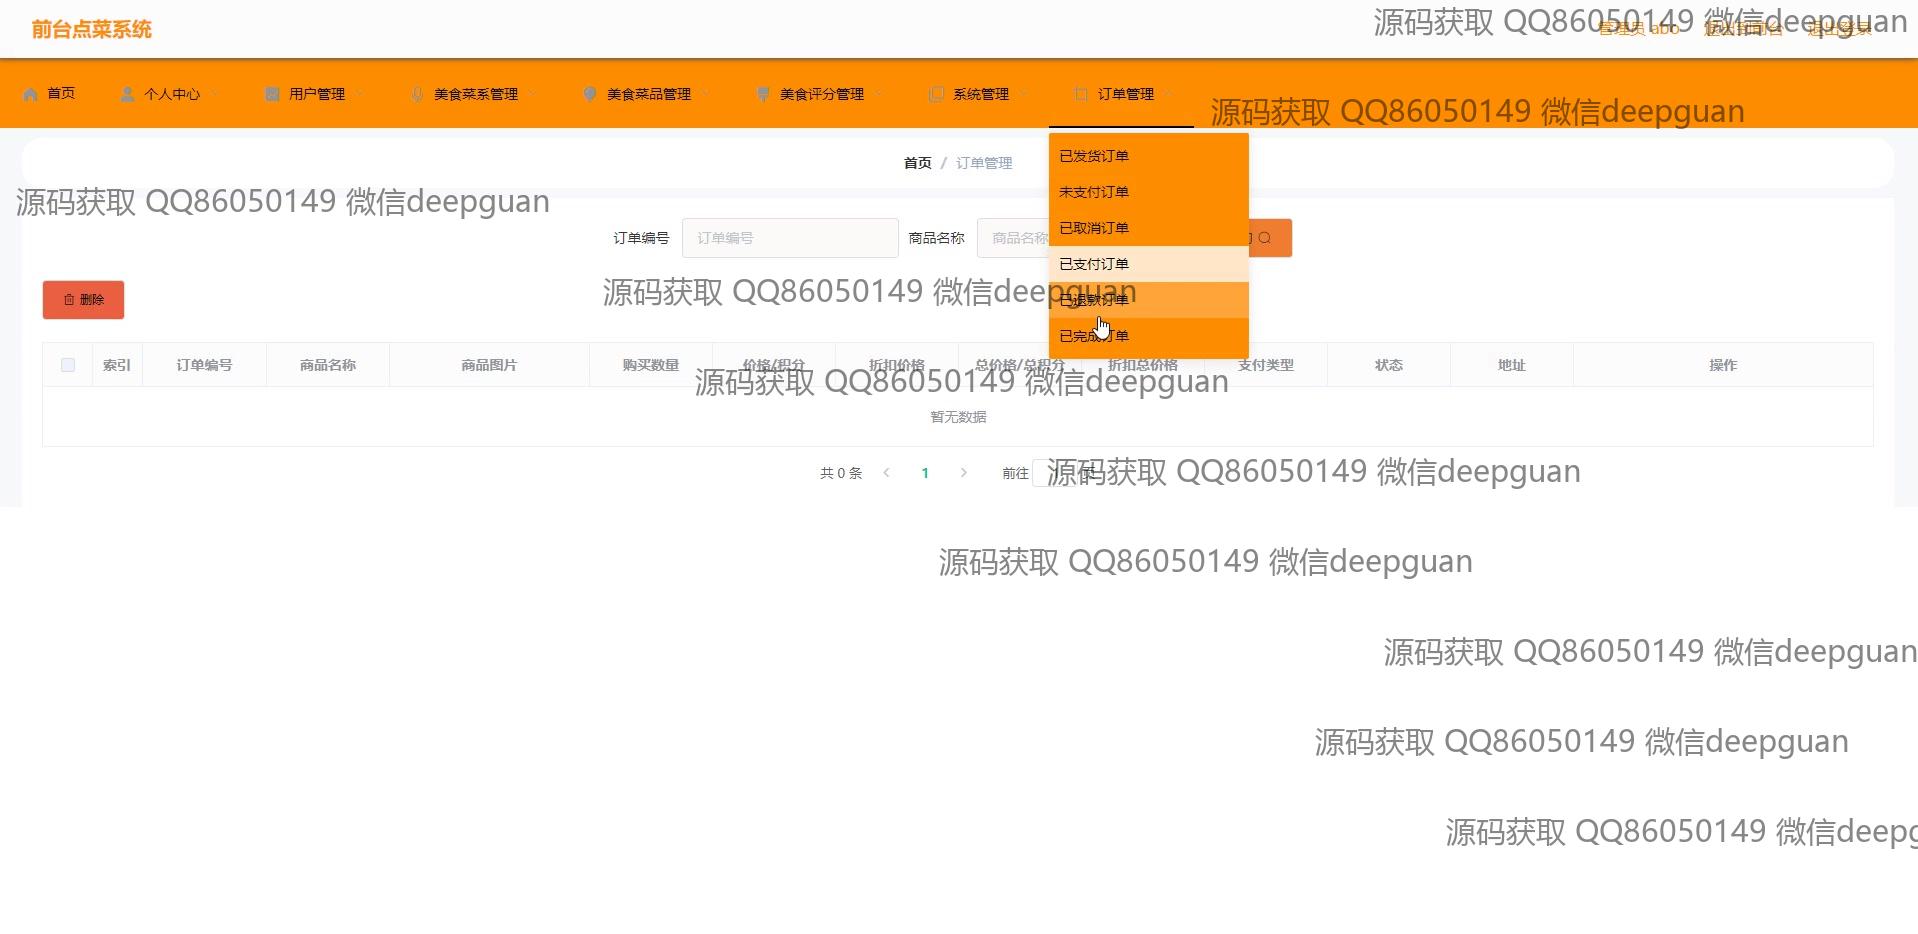 前台点菜系统
源码获取 QQ86050149 微信deepguan
管理员 abo 退出到前台 退出登录
首页 个人中心 用户管理 美食菜系管理 美食菜品管理 美食评分管理 系统管理 订单管理
源码获取 QQ86050149 微信deepguan
已发货订单
未支付订单
已取消订单
已支付订单
已退款订单
已完成订单
首页 / 订单管理
源码获取 QQ86050149 微信deepguan
订单编号 订单编号 商品名称 商品名称
删除
源码获取 QQ86050149 微信deepguan
索引 订单编号 商品名称 商品图片 购买数量 价格/积分 折扣价格 总价格/总积分 折扣总价格 支付类型 状态 地址 操作
源码获取 QQ86050149 微信deepguan
暂无数据
共 0 条 1 前往 1 页
源码获取 QQ86050149 微信deepguan
源码获取 QQ86050149 微信deepguan
源码获取 QQ86050149 微信deepguan
源码获取 QQ86050149 微信deepguan
源码获取 QQ86050149 微信deepg